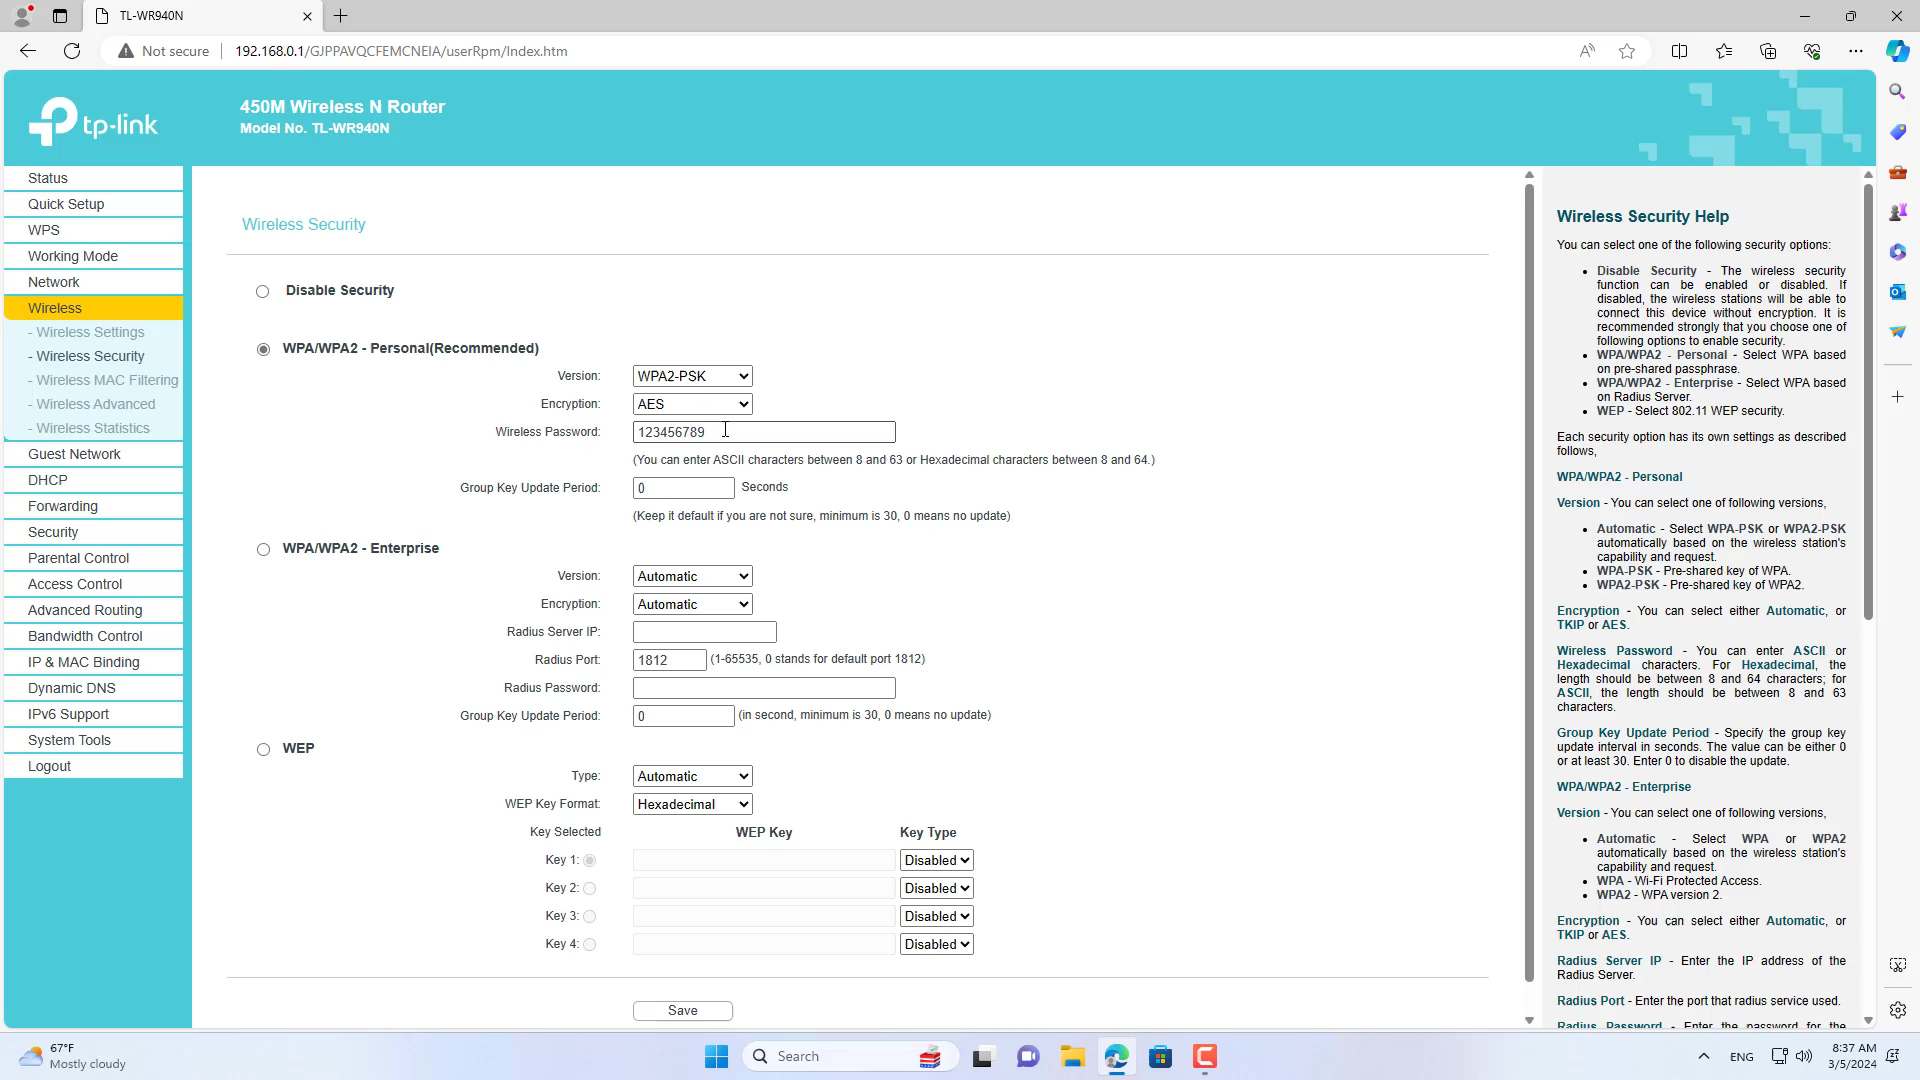 TL-WR940N
Not secure
192.168.0.1/GJPPAVQCFEMCNEIA/userRpm/Index.htm
tp-link
450M Wireless N Router
Model No. TL-WR940N
Status
Quick Setup
WPS
Working Mode
Network
Wireless
- Wireless Settings
- Wireless Security
- Wireless MAC Filtering
- Wireless Advanced
- Wireless Statistics
Guest Network
DHCP
Forwarding
Security
Parental Control
Access Control
Advanced Routing
Bandwidth Control
IP & MAC Binding
Dynamic DNS
IPv6 Support
System Tools
Logout
Wireless Security
Disable Security
WPA/WPA2 - Personal(Recommended)
Version: WPA2-PSK
Encryption: AES
Wireless Password: 123456789
(You can enter ASCII characters between 8 and 63 or Hexadecimal characters between 8 and 64.)
Group Key Update Period: 0 Seconds
(Keep it default if you are not sure, minimum is 30, 0 means no update)
WPA/WPA2 - Enterprise
Version: Automatic
Encryption: Automatic
Radius Server IP:
Radius Port: 1812 (1-65535, 0 stands for default port 1812)
Radius Password:
Group Key Update Period: 0 (in second, minimum is 30, 0 means no update)
WEP
Type: Automatic
WEP Key Format: Hexadecimal
Key Selected WEP Key Key Type
Key 1: Disabled
Key 2: Disabled
Key 3: Disabled
Key 4: Disabled
Save
Wireless Security Help
You can select one of the following security options:
Disable Security - The wireless security
function can be enabled or disabled. If
disabled, the wireless stations will be able to
connect this device without encryption. It is
recommended strongly that you choose one of
following options to enable security.
WPA/WPA2 - Personal - Select WPA based
on pre-shared passphrase.
WPA/WPA2 - Enterprise - Select WPA based
on Radius Server.
WEP - Select 802.11 WEP security.
Each security option has its own settings as described
follows,
WPA/WPA2 - Personal
Version - You can select one of following versions,
Automatic - Select WPA-PSK or WPA2-PSK
automatically based on the wireless station's
capability and request.
WPA-PSK - Pre-shared key of WPA.
WPA2-PSK - Pre-shared key of WPA2.
Encryption - You can select either Automatic, or
TKIP or AES.
Wireless Password - You can enter ASCII or
Hexadecimal characters. For Hexadecimal, the
length should be between 8 and 64 characters; for
ASCII, the length should be between 8 and 63
characters.
Group Key Update Period - Specify the group key
update interval in seconds. The value can be either 0
or at least 30. Enter 0 to disable the update.
WPA/WPA2 - Enterprise
Version - You can select one of following versions,
Automatic - Select WPA or WPA2
automatically based on the wireless station's
capability and request.
WPA - Wi-Fi Protected Access.
WPA2 - WPA version 2.
Encryption - You can select either Automatic, or
TKIP or AES.
Radius Server IP - Enter the IP address of the
Radius Server.
Radius Port - Enter the port that radius service used.
Radius Password - Enter the password for the
67°F
Mostly cloudy
Search
ENG
8:37 AM
3/5/2024